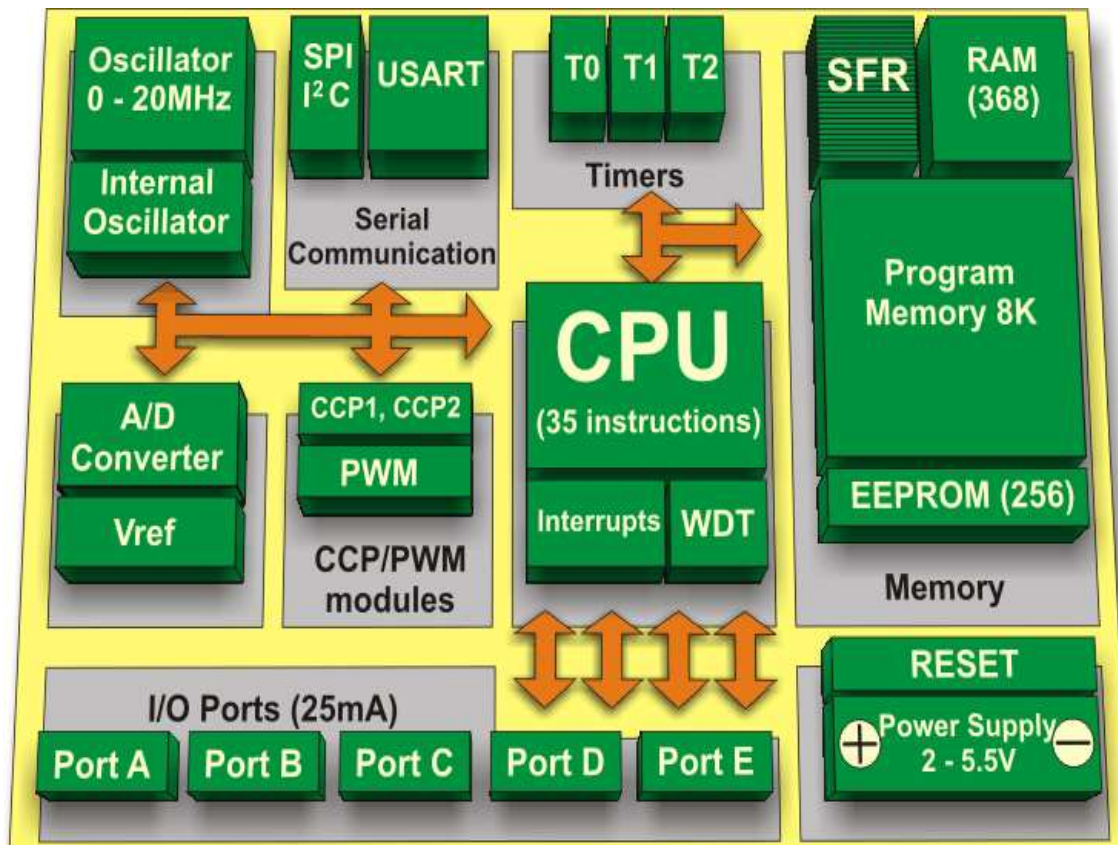 Oscillator
0 - 20MHz
Internal
Oscillator
SPI
I²C
USART
Serial
Communication
T0
T1
T2
Timers
SFR
RAM
(368)
Program
Memory 8K
EEPROM (256)
Memory
CPU
(35 instructions)
Interrupts
WDT
A/D
Converter
Vref
CCP1, CCP2
PWM
CCP/PWM
modules
I/O Ports (25mA)
Port A
Port B
Port C
Port D
Port E
RESET
+
Power Supply
2 - 5.5V
−